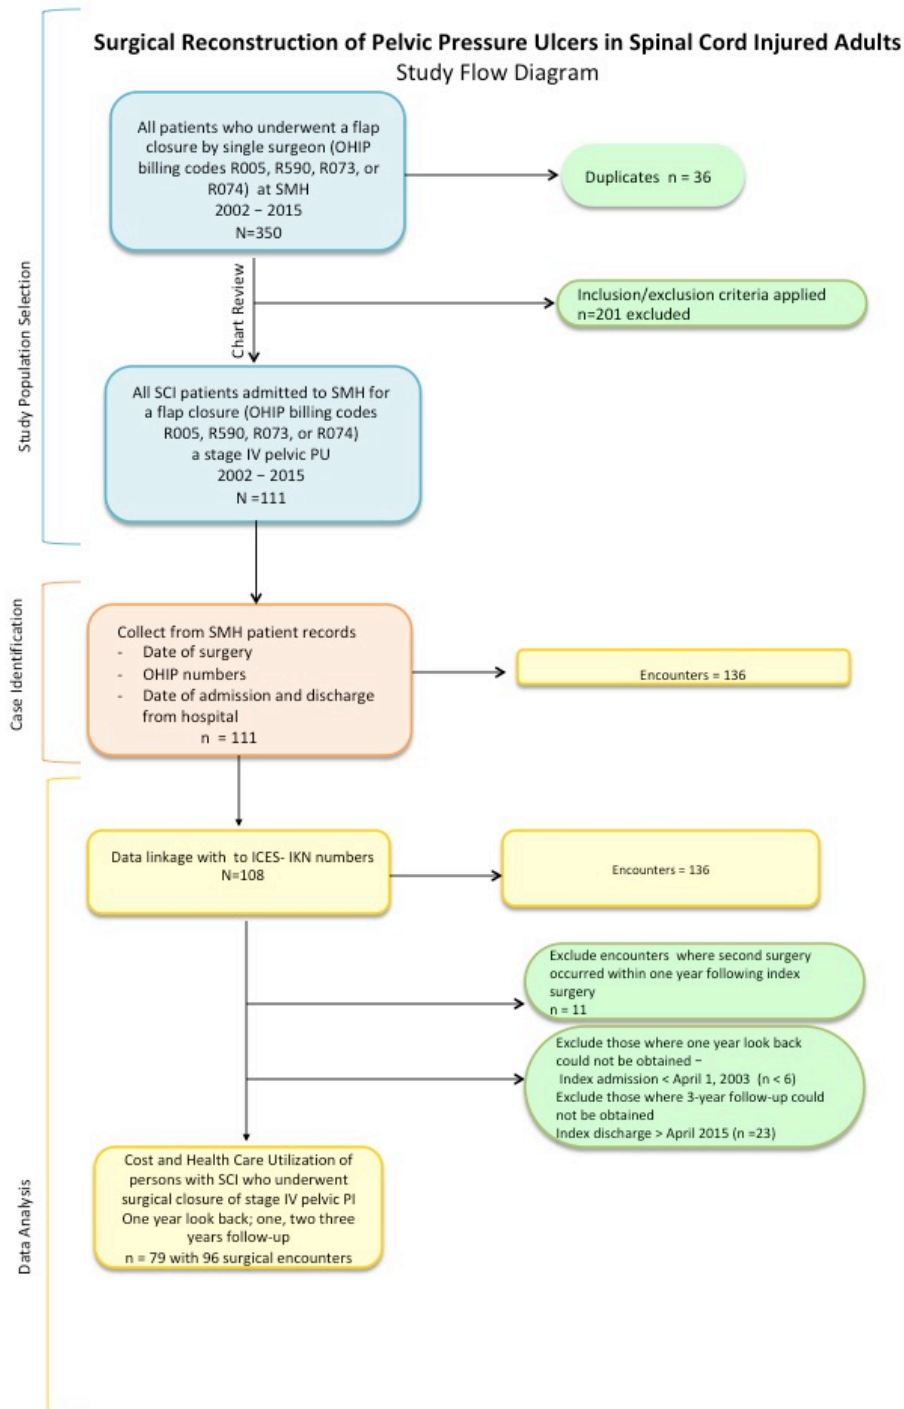 Surgical Reconstruction of Pelvic Pressure Ulcers in Spinal Cord Injured Adults
Study Flow Diagram
Study Population Selection
All patients who underwent a flap
closure by single surgeon (OHIP
billing codes R005, R590, R073, or
R074) at SMH
2002 – 2015
N=350
Duplicates n = 36
Chart Review
Inclusion/exclusion criteria applied
n=201 excluded
All SCI patients admitted to SMH for
a flap closure (OHIP billing codes
R005, R590, R073, or R074)
a stage IV pelvic PU
2002 – 2015
N =111
Case Identification
Collect from SMH patient records
- Date of surgery
- OHIP numbers
- Date of admission and discharge
from hospital
n = 111
Encounters = 136
Data Analysis
Data linkage with to ICES- IKN numbers
N=108
Encounters = 136
Exclude encounters where second surgery
occurred within one year following index
surgery
n = 11
Exclude those where one year look back
could not be obtained –
Index admission < April 1, 2003 (n < 6)
Exclude those where 3-year follow-up could
not be obtained
Index discharge > April 2015 (n =23)
Cost and Health Care Utilization of
persons with SCI who underwent
surgical closure of stage IV pelvic PI
One year look back; one, two three
years follow-up
n = 79 with 96 surgical encounters